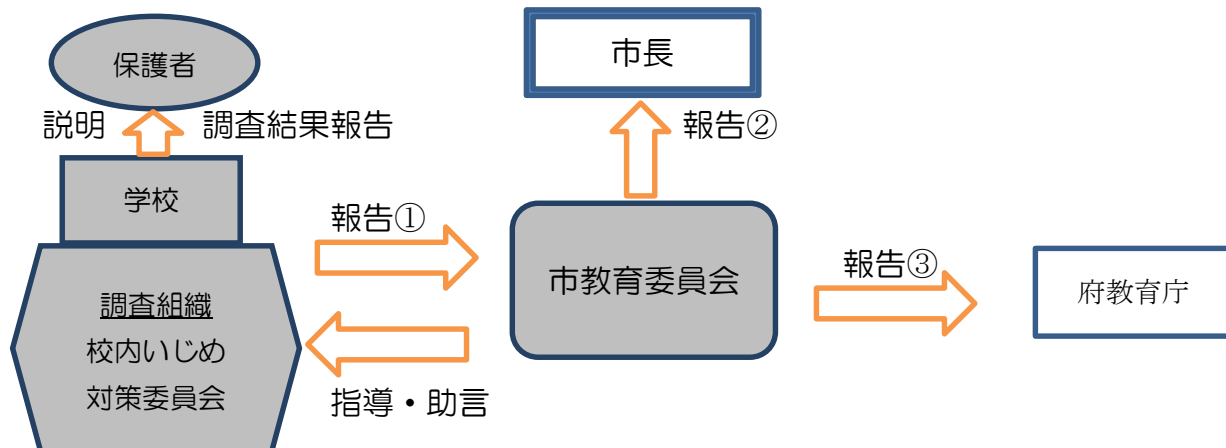 保護者
市長
説明
調査結果報告
報告②
学校
報告①
市教育委員会
報告③
府教育庁
調査組織
校内いじめ
対策委員会
指導・助言